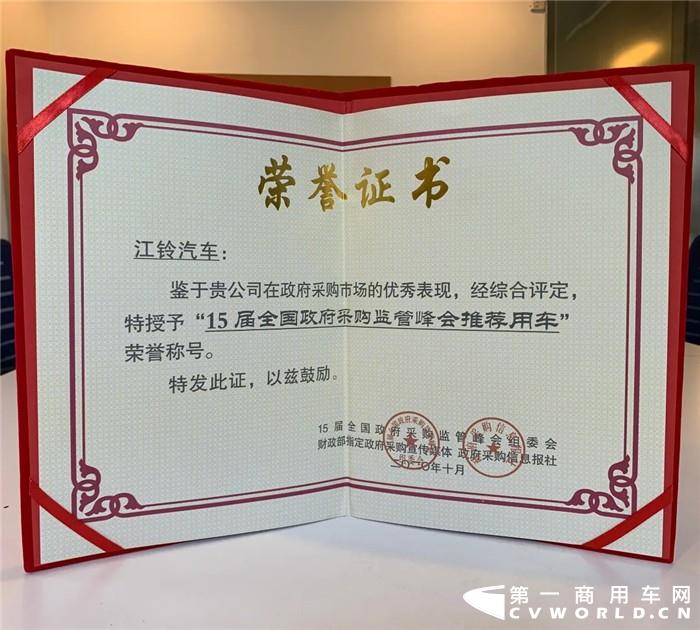 荣誉证书
江铃汽车：
鉴于贵公司在政府采购市场的优秀表现，经综合评定，
特授予“15届全国政府采购监管峰会推荐用车”
荣誉称号。
特发此证，以兹鼓励。
15届全国政府采购监管峰会组委会
财政部指定政府采购宣传媒体 政府采购信息报社
二〇二〇年十月
第一商用车网
CVWORLD.CN